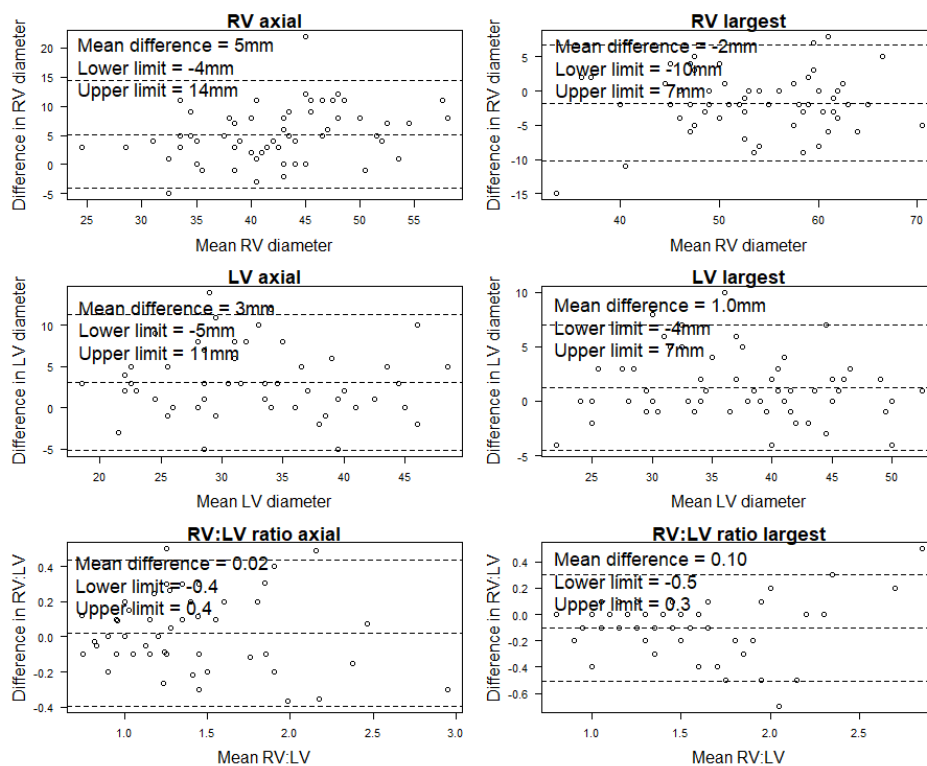 RV axial
Difference in RV diameter
20
15
10
5
0
-5
Mean difference = 5mm
Lower limit = -4mm
Upper limit = 14mm
25 30 35 40 45 50 55
Mean RV diameter
RV largest
Difference in RV diameter
5
0
-5
-10
-15
Mean difference = -2mm
Lower limit = -10mm
Upper limit = 7mm
40 50 60 70
Mean RV diameter
LV axial
Difference in LV diameter
10
5
0
-5
Mean difference = 3mm
Lower limit = -5mm
Upper limit = 11mm
20 25 30 35 40 45
Mean LV diameter
LV largest
Difference in LV diameter
10
5
0
-5
Mean difference = 1.0mm
Lower limit = -4mm
Upper limit = 7mm
25 30 35 40 45 50
Mean LV diameter
RV:LV ratio axial
Difference in RV:LV
0.4
0.2
0.0
-0.2
-0.4
Mean difference = 0.02
Lower limit = -0.4
Upper limit = 0.4
1.0 1.5 2.0 2.5 3.0
Mean RV:LV
RV:LV ratio largest
Difference in RV:LV
0.4
0.2
0.0
-0.2
-0.4
-0.6
Mean difference = 0.10
Lower limit = -0.5
Upper limit = 0.3
1.0 1.5 2.0 2.5
Mean RV:LV